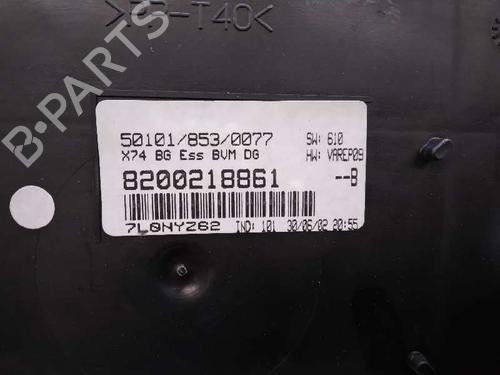 >PP-T40<
50101/853/0077
SW: 610
X74 BG Ess BVM DG
HW: VAREP09
8200218861
--B
7L0NYZ62
IND: 101
30/05/02 20:55
B-PARTS